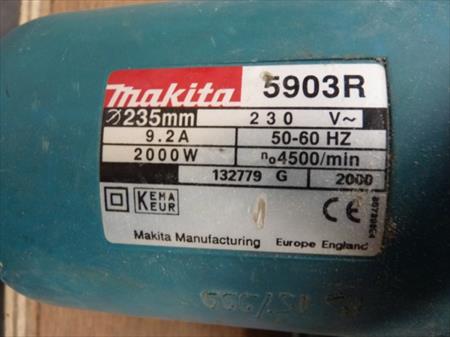 makita 5903R
⌀235mm 230 V~
9.2A 50-60 HZ
2000W n₀4500/min
132779 G 2000
KEMA
EUR
CE
Makita Manufacturing Europe England